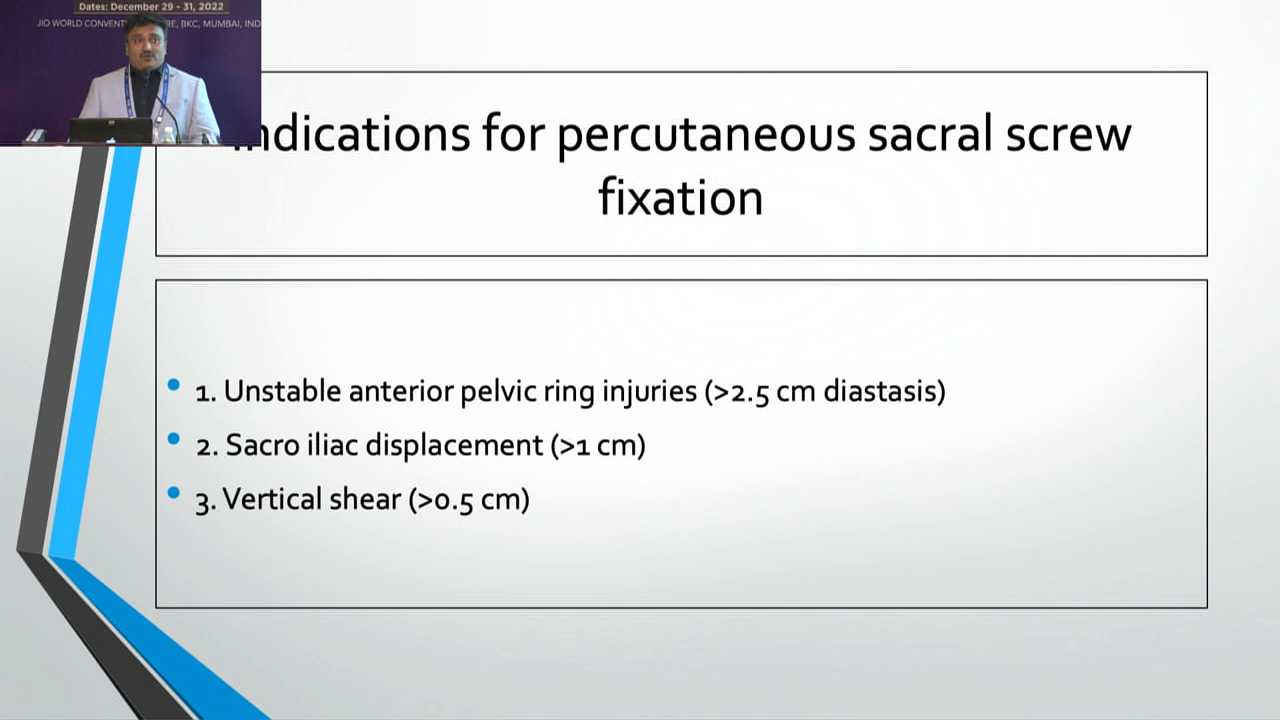 Dates: December 29 - 31, 2022
JIO WORLD CONVENT RE, BKC, MUMBAI, IND
ndications for percutaneous sacral screw
fixation
• 1. Unstable anterior pelvic ring injuries (>2.5 cm diastasis)
• 2. Sacro iliac displacement (>1 cm)
• 3. Vertical shear (>0.5 cm)